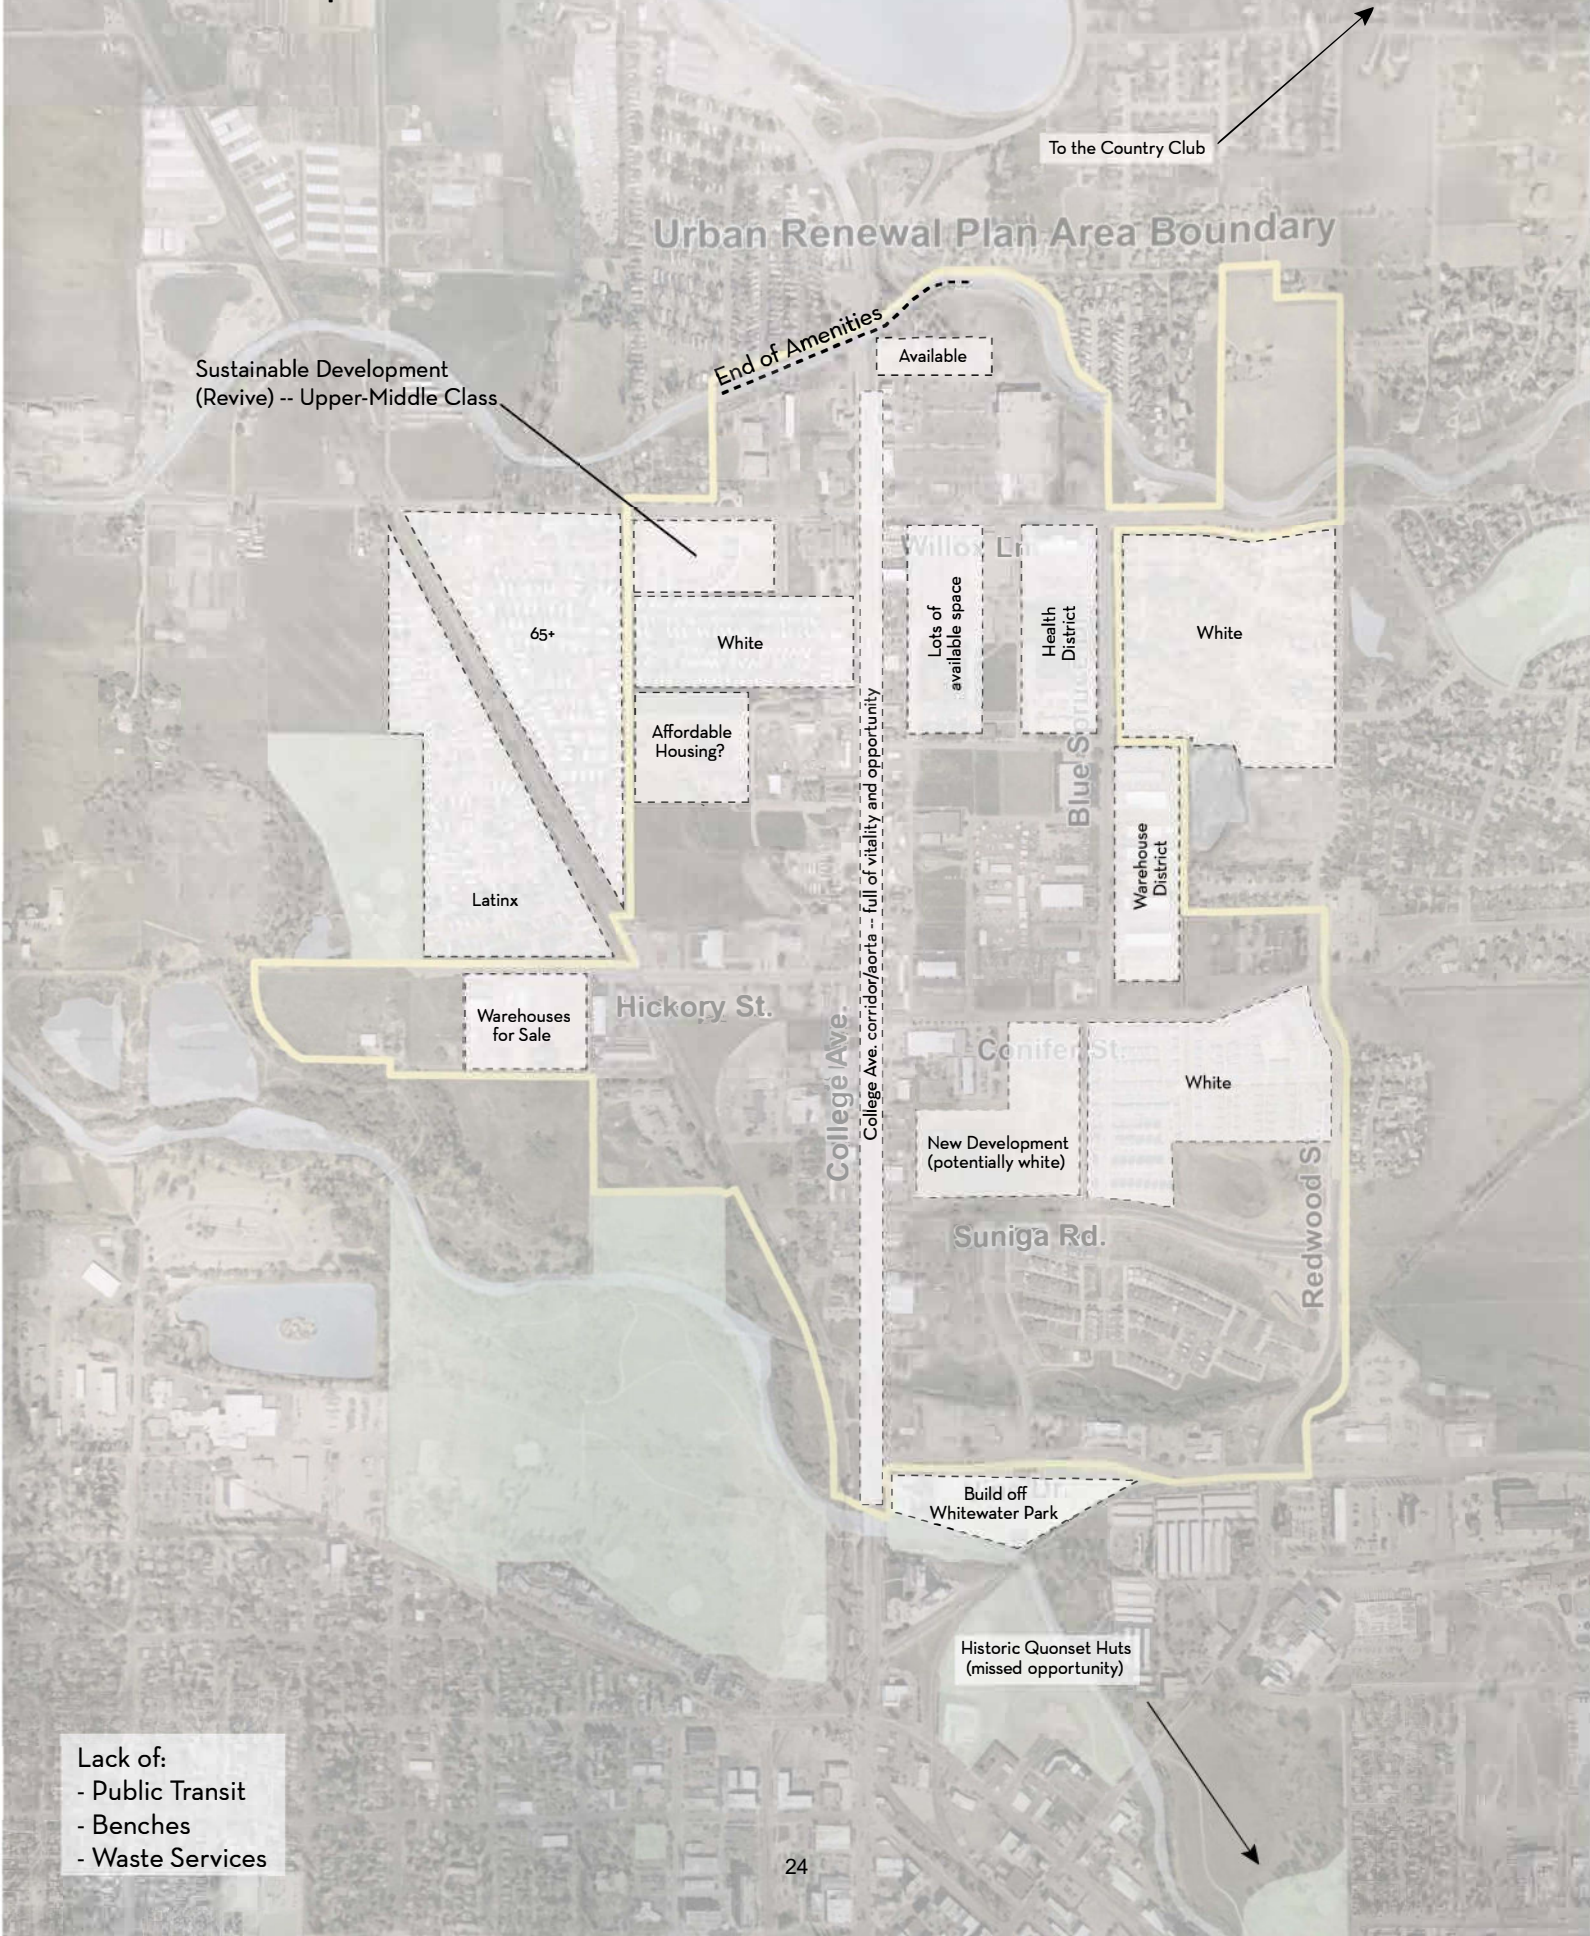 To the Country Club
Urban Renewal Plan Area Boundary
End of Amenities
Available
Sustainable Development
(Revive) -- Upper-Middle Class
Willox Ln.
65+
White
Lots of
available space
Health
District
White
Affordable
Housing?
Blue Spruce
Warehouse
District
Latinx
College Ave. corridor/aorta -- full of vitality and opportunity
Warehouses
for Sale
Hickory St.
College Ave.
Conifer St.
White
New Development
(potentially white)
Suniga Rd.
Redwood S
Build off
Whitewater Park
Dr.
Historic Quonset Huts
(missed opportunity)
Lack of:
- Public Transit
- Benches
- Waste Services
24